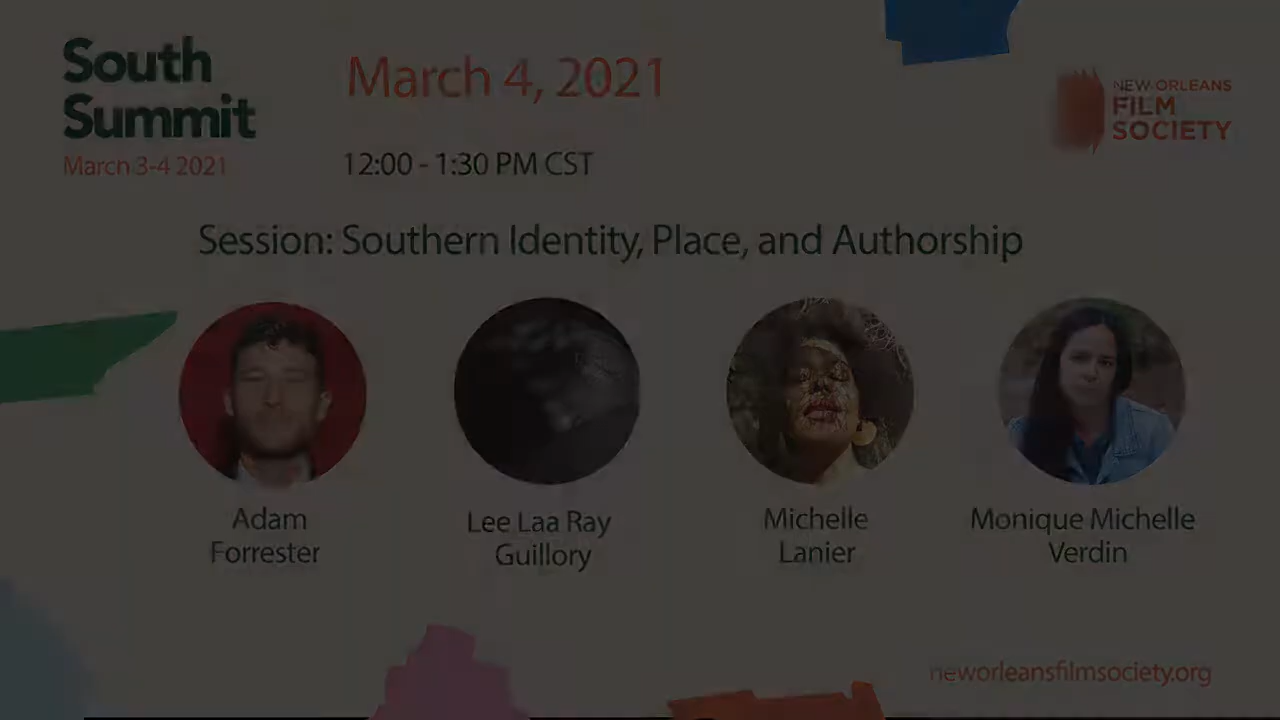 South
Summit
March 3-4 2021
March 4, 2021
12:00 - 1:30 PM CST
NEW ORLEANS
FILM
SOCIETY
Session: Southern Identity, Place, and Authorship
Adam
Forrester
Lee Laa Ray
Guillory
Michelle
Lanier
Monique Michelle
Verdin
neworleansfilmsociety.org